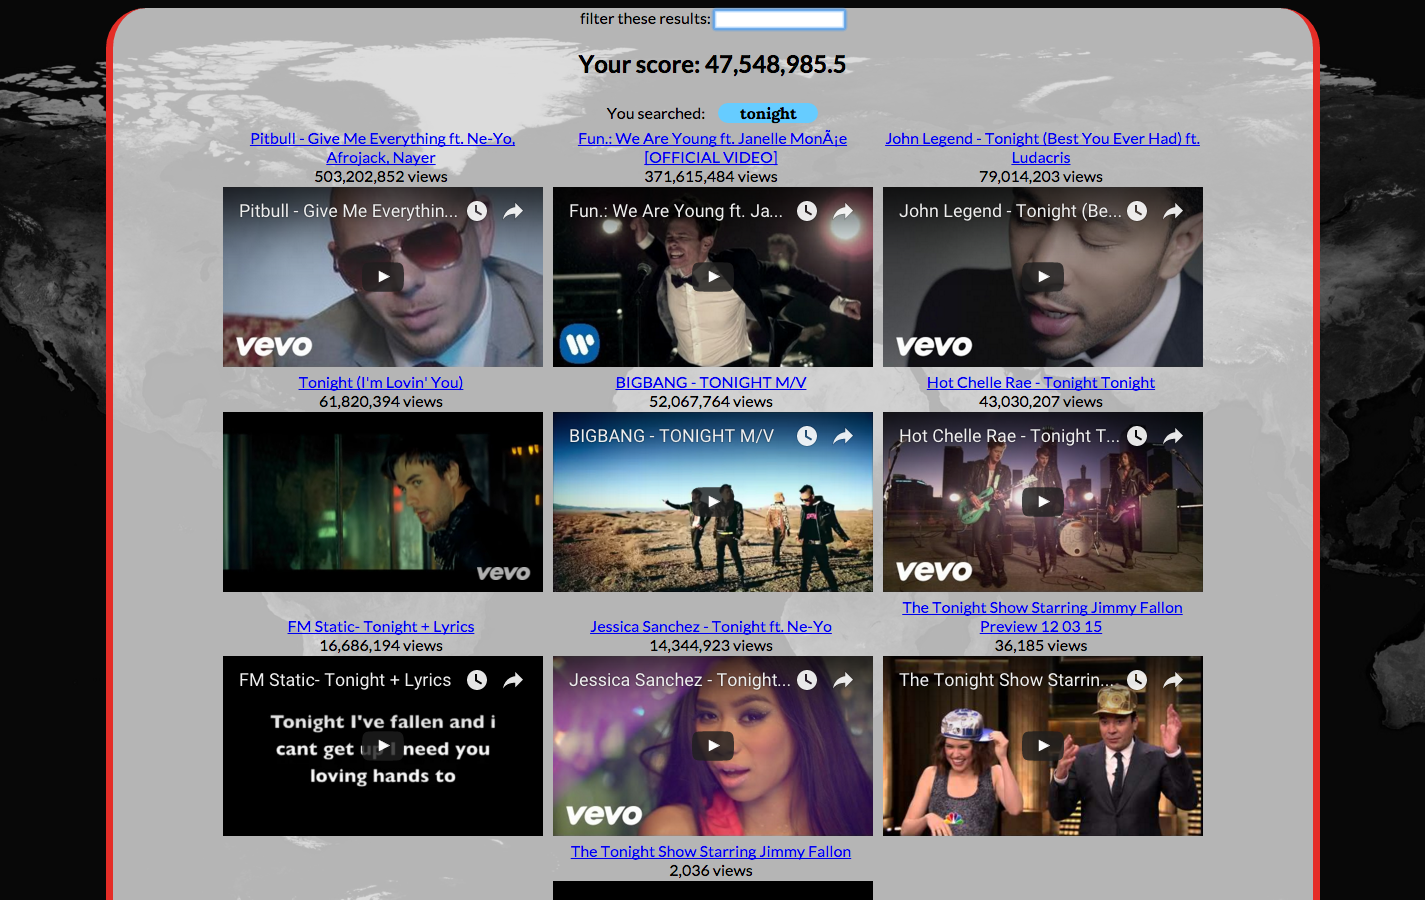 filter these results:
Your score: 47,548,985.5
You searched: tonight
Pitbull - Give Me Everything ft. Ne-Yo,
Afrojack, Nayer
503,202,852 views
Fun.: We Are Young ft. Janelle MonÃ¡e
[OFFICIAL VIDEO]
371,615,484 views
John Legend - Tonight (Best You Ever Had) ft.
Ludacris
79,014,203 views
Pitbull - Give Me Everythin...
vevo
Fun.: We Are Young ft. Ja...
John Legend - Tonight (Be...
vevo
Tonight (I'm Lovin' You)
61,820,394 views
BIGBANG - TONIGHT M/V
52,067,764 views
Hot Chelle Rae - Tonight Tonight
43,030,207 views
vevo
BIGBANG - TONIGHT M/V
Hot Chelle Rae - Tonight T...
vevo
FM Static- Tonight + Lyrics
16,686,194 views
Jessica Sanchez - Tonight ft. Ne-Yo
14,344,923 views
The Tonight Show Starring Jimmy Fallon
Preview 12 03 15
36,185 views
FM Static- Tonight + Lyrics
Tonight I've fallen and i
cant get up I need you
loving hands to
Jessica Sanchez - Tonight...
vevo
The Tonight Show Starrin...
The Tonight Show Starring Jimmy Fallon
2,036 views